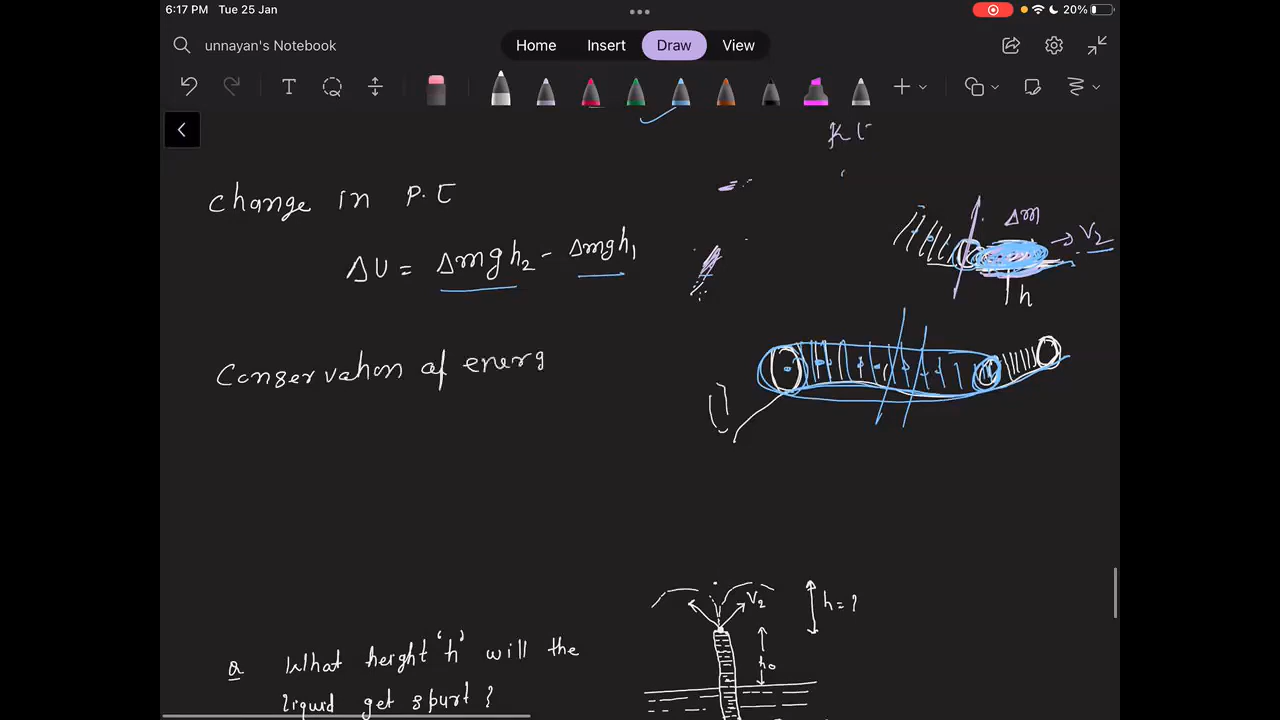 6:17 PM Tue 25 Jan
20%
unnayan's Notebook
Home Insert Draw View
T
K E
Change in P.E
Δm
→ V2
ΔU = Δmgh2 - Δmgh1
h
Conservation of energ
V2
h=?
h0
Q What height 'h' will the
liquid get spurt ?